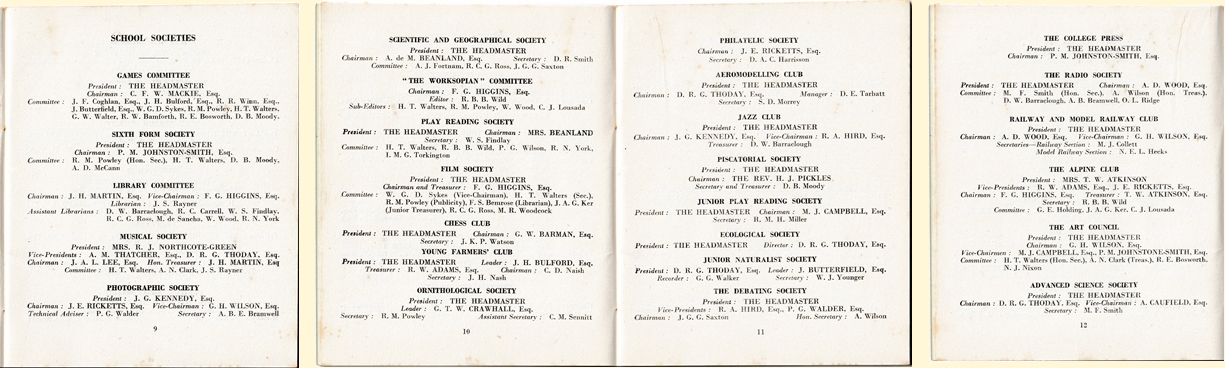 SCHOOL SOCIETIES
GAMES COMMITTEE
President : THE HEADMASTER
Chairman : C. F. W. MACKIE, Esq.
Committee : J. F. Coghlan, Esq., J. H. Bulford, Esq., R. R. Winn, Esq.,
J. Butterfield, Esq., W. G. D. Sykes, R. M. Powley, H. T. Walters,
G. W. Walter, R. W. Bamforth, R. E. Bosworth, D. B. Moody.
SIXTH FORM SOCIETY
President : THE HEADMASTER
Chairman : P. M. JOHNSTON-SMITH, Esq.
Committee : R. M. Powley (Hon. Sec.), H. T. Walters, D. B. Moody,
A. D. McCann
LIBRARY COMMITTEE
Chairman : J. H. MARTIN, Esq. Vice-Chairman : F. G. HIGGINS, Esq.
Librarian : J. S. Rayner
Assistant Librarians : D. W. Barraclough, R. C. Carrell, W. S. Findlay,
R. C. G. Ross, M. de Sancha, W. Wood, R. N. York
MUSICAL SOCIETY
President : MRS. R. J. NORTHCOTE-GREEN
Vice-Presidents : A. M. THATCHER, Esq., D. R. G. THODAY, Esq.
Chairman : J. A. L. LEE, Esq. Hon. Treasurer : J. H. MARTIN, Esq
Committee : H. T. Walters, A. N. Clark, J. S. Rayner
PHOTOGRAPHIC SOCIETY
President : J. G. KENNEDY, Esq.
Chairman : J. E. RICKETTS, Esq. Vice-Chairman : G. H. WILSON, Esq.
Technical Adviser : P. G. Walder Secretary : A. B. E. Bramwell
9
SCIENTIFIC AND GEOGRAPHICAL SOCIETY
President : THE HEADMASTER
Chairman : A. de M. BEANLAND, Esq. Secretary : D. R. Smith
Committee : A. J. Fortnam, R. C. G. Ross, J. G. G. Saxton
"THE WORKSOPIAN" COMMITTEE
Chairman : F. G. HIGGINS, Esq.
Editor : R. B. B. Wild
Sub-Editors : H. T. Walters, R. M. Powley, W. Wood, C. J. Lousada
PLAY READING SOCIETY
President : THE HEADMASTER Chairman : MRS. BEANLAND
Secretary : W. S. Findlay
Committee : H. T. Walters, R. B. B. Wild, P. G. Wilson, R. N. York,
I. M. G. Torkington
FILM SOCIETY
President : THE HEADMASTER
Chairman and Treasurer : F. G. HIGGINS, Esq.
Committee : W. G. D. Sykes (Vice-Chairman), H. T. Walters (Sec.),
R. M. Powley (Publicity), F. S. Bemrose (Librarian), J. A. G. Ker
(Junior Treasurer), R. C. G. Ross, M. R. Woodcock
CHESS CLUB
President : THE HEADMASTER Chairman : G. W. BARMAN, Esq.
Secretary : J. K. P. Watson
YOUNG FARMERS' CLUB
President : THE HEADMASTER Leader : J. H. BULFORD, Esq.
Treasurer : R. W. ADAMS, Esq. Chairman : C. D. Naish
Secretary : J. H. Nash
ORNITHOLOGICAL SOCIETY
President : THE HEADMASTER
Leader : G. T. W. CRAWHALL, Esq.
Secretary : R. M. Powley Assistant Secretary : C. M. Sennitt
10
PHILATELIC SOCIETY
Chairman : J. E. RICKETTS, Esq.
Secretary : D. A. C. Harrisson
AEROMODELLING CLUB
President : THE HEADMASTER
Chairman : D. R. G. THODAY, Esq. Manager : D. E. Tarbatt
Secretary : S. D. Morrey
JAZZ CLUB
President : THE HEADMASTER
Chairman : J. G. KENNEDY, Esq. Vice-Chairman : R. A. HIRD, Esq.
Treasurer : D. W. Barraclough
PISCATORIAL SOCIETY
President : THE HEADMASTER
Chairman : THE REV. H. J. PICKLES
Secretary and Treasurer : D. B. Moody
JUNIOR PLAY READING SOCIETY
President : THE HEADMASTER Chairman : M. J. CAMPBELL, Esq.
Secretary : R. M. H. Miller
ECOLOGICAL SOCIETY
President : THE HEADMASTER Director : D. R. G. THODAY, Esq.
JUNIOR NATURALIST SOCIETY
President : D. R. G. THODAY, Esq. Leader : J. BUTTERFIELD, Esq.
Recorder : G. G. Walker Secretary : W. J. Younger
THE DEBATING SOCIETY
President : THE HEADMASTER
Vice-Presidents : R. A. HIRD, Esq., P. G. WALDER, Esq.
Chairman : J. G. G. Saxton Hon. Secretary : A. Wilson
11
THE COLLEGE PRESS
President : THE HEADMASTER
Chairman : P. M. JOHNSTON-SMITH, Esq.
THE RADIO SOCIETY
President : THE HEADMASTER Chairman : A. D. WOOD, Esq.
Committee : M. F. Smith (Hon. Sec.), A. Wilson (Hon. Treas.),
D. W. Barraclough, A. B. Bramwell, O. L. Ridge
RAILWAY AND MODEL RAILWAY CLUB
President : THE HEADMASTER
Chairman : A. D. WOOD, Esq. Vice-Chairman : G. H. WILSON, Esq.
Secretaries—Railway Section : M. J. Collett
Model Railway Section : N. E. L. Hecks
THE ALPINE CLUB
President : MRS. T. W. ATKINSON
Vice-Presidents : R. W. ADAMS, Esq., J. E. RICKETTS, Esq.
Chairman : F. G. HIGGINS, Esq. Treasurer : T. W. ATKINSON, Esq.
Secretary : R. B. B. Wild
Committee : G. E. Holding, J. A. G. Ker, C. J. Lousada
THE ART COUNCIL
President : THE HEADMASTER
Chairman : G. H. WILSON, Esq.
Vice-Chairmen : M. J. CAMPBELL, Esq., P. M. JOHNSTONE-SMITH, Esq.
Committee : H. T. Walters (Hon. Sec.), A. N. Clark (Treas.), R. E. Bosworth,
N. J. Nixon
ADVANCED SCIENCE SOCIETY
President : THE HEADMASTER
Chairman : D. R. G. THODAY, Esq. Vice-Chairman : A. CAUFIELD, Esq.
Secretary : M. F. Smith
12